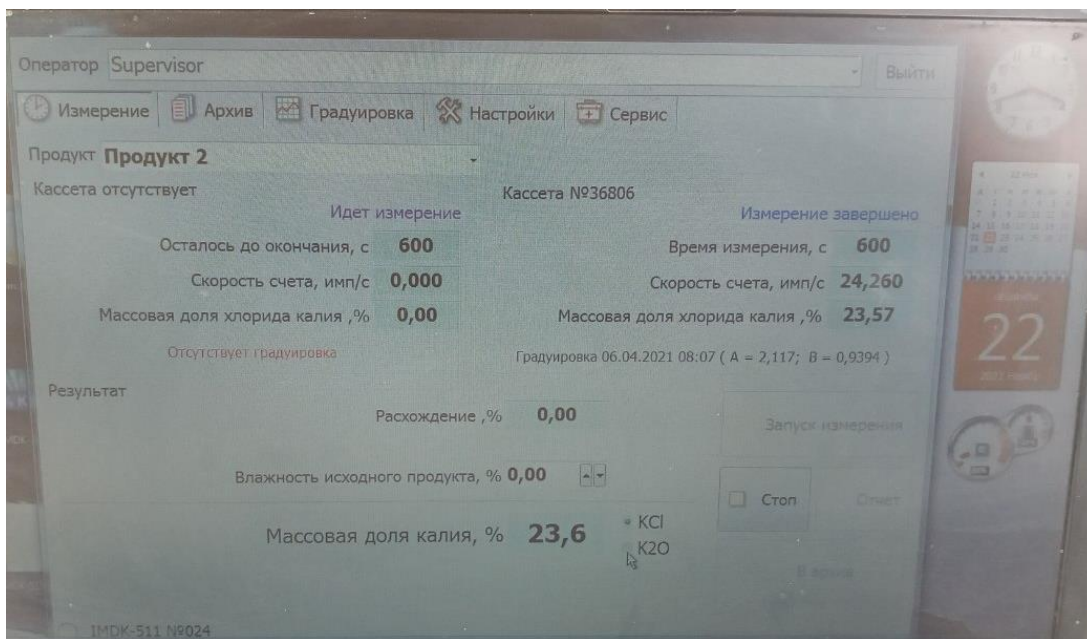 Оператор Supervisor Выйти
Измерение Архив Градуировка Настройки Сервис
Продукт Продукт 2
Кассета отсутствует Кассета №36806
Идет измерение Измерение завершено
Осталось до окончания, с 600 Время измерения, с 600
Скорость счета, имп/с 0,000 Скорость счета, имп/с 24,260
Массовая доля хлорида калия ,% 0,00 Массовая доля хлорида калия ,% 23,57
Отсутствует градуировка Градуировка 06.04.2021 08:07 ( A = 2,117; B = 0,9394 )
Результат
Расхождение ,% 0,00
Запуск измерения
Влажность исходного продукта, % 0,00
Стоп Отчет
Массовая доля калия, % 23,6 KCl
K2O
В архив
IMDK-511 №024
22